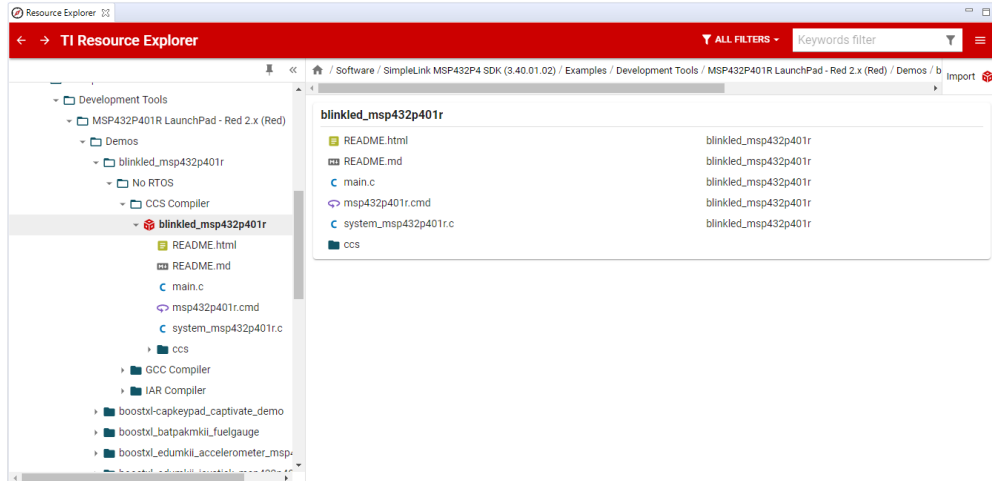 Resource Explorer
TI Resource Explorer
ALL FILTERS
Keywords filter
/ Software / SimpleLink MSP432P4 SDK (3.40.01.02) / Examples / Development Tools / MSP432P401R LaunchPad - Red 2.x (Red) / Demos / b
Import
Development Tools
MSP432P401R LaunchPad - Red 2.x (Red)
Demos
blinkled_msp432p401r
No RTOS
CCS Compiler
blinkled_msp432p401r
README.html
README.md
main.c
msp432p401r.cmd
system_msp432p401r.c
ccs
GCC Compiler
IAR Compiler
boostxl-capkeypad_captivate_demo
boostxl_batpakmkii_fuelgauge
boostxl_edumkii_accelerometer_msp4
blinkled_msp432p401r
README.html blinkled_msp432p401r
README.md blinkled_msp432p401r
main.c blinkled_msp432p401r
msp432p401r.cmd blinkled_msp432p401r
system_msp432p401r.c blinkled_msp432p401r
ccs